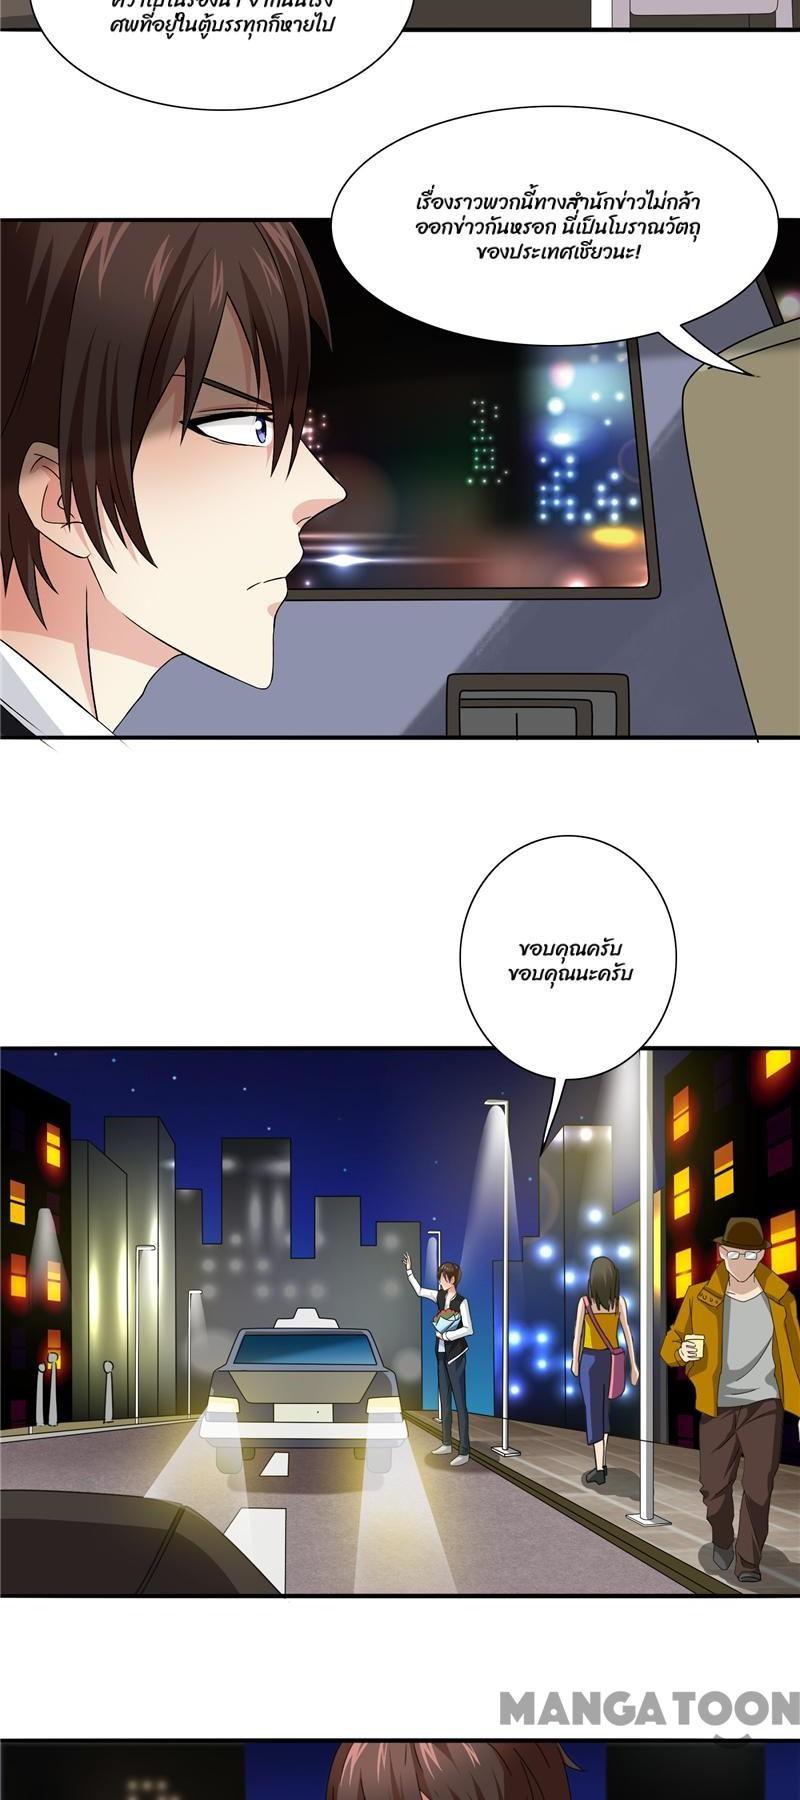 ศพที่อยู่ในตู้บรรทุกก็หายไป
เรื่องราวพวกนี้ทางสำนักข่าวไม่กล้า
ออกข่าวกันหรอก นี่เป็นโบราณวัตถุ
ของประเทศเชียวนะ!
ขอบคุณครับ
ขอบคุณนะครับ
MANGATOON